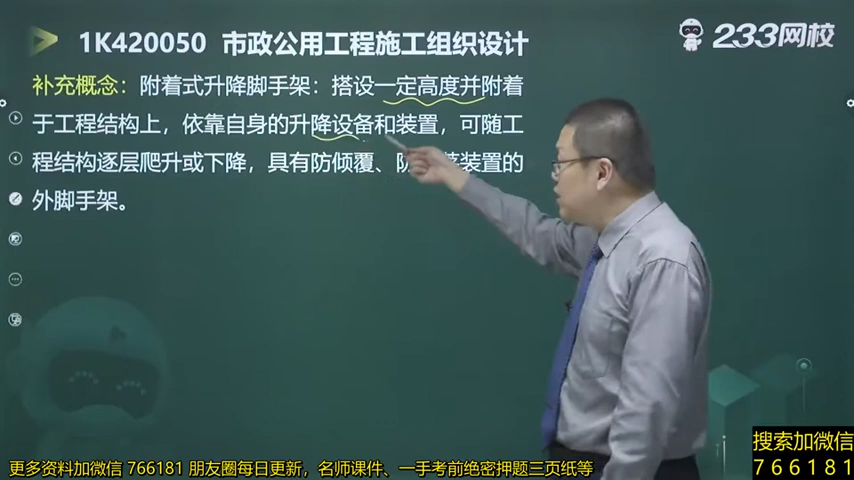 1K420050 市政公用工程施工组织设计
233网校
补充概念：附着式升降脚手架：搭设一定高度并附着
于工程结构上，依靠自身的升降设备和装置，可随工
程结构逐层爬升或下降，具有防倾覆、防 装置的
外脚手架。
搜索加微信
766181
更多资料加微信 766181 朋友圈每日更新，名师课件、一手考前绝密押题三页纸等